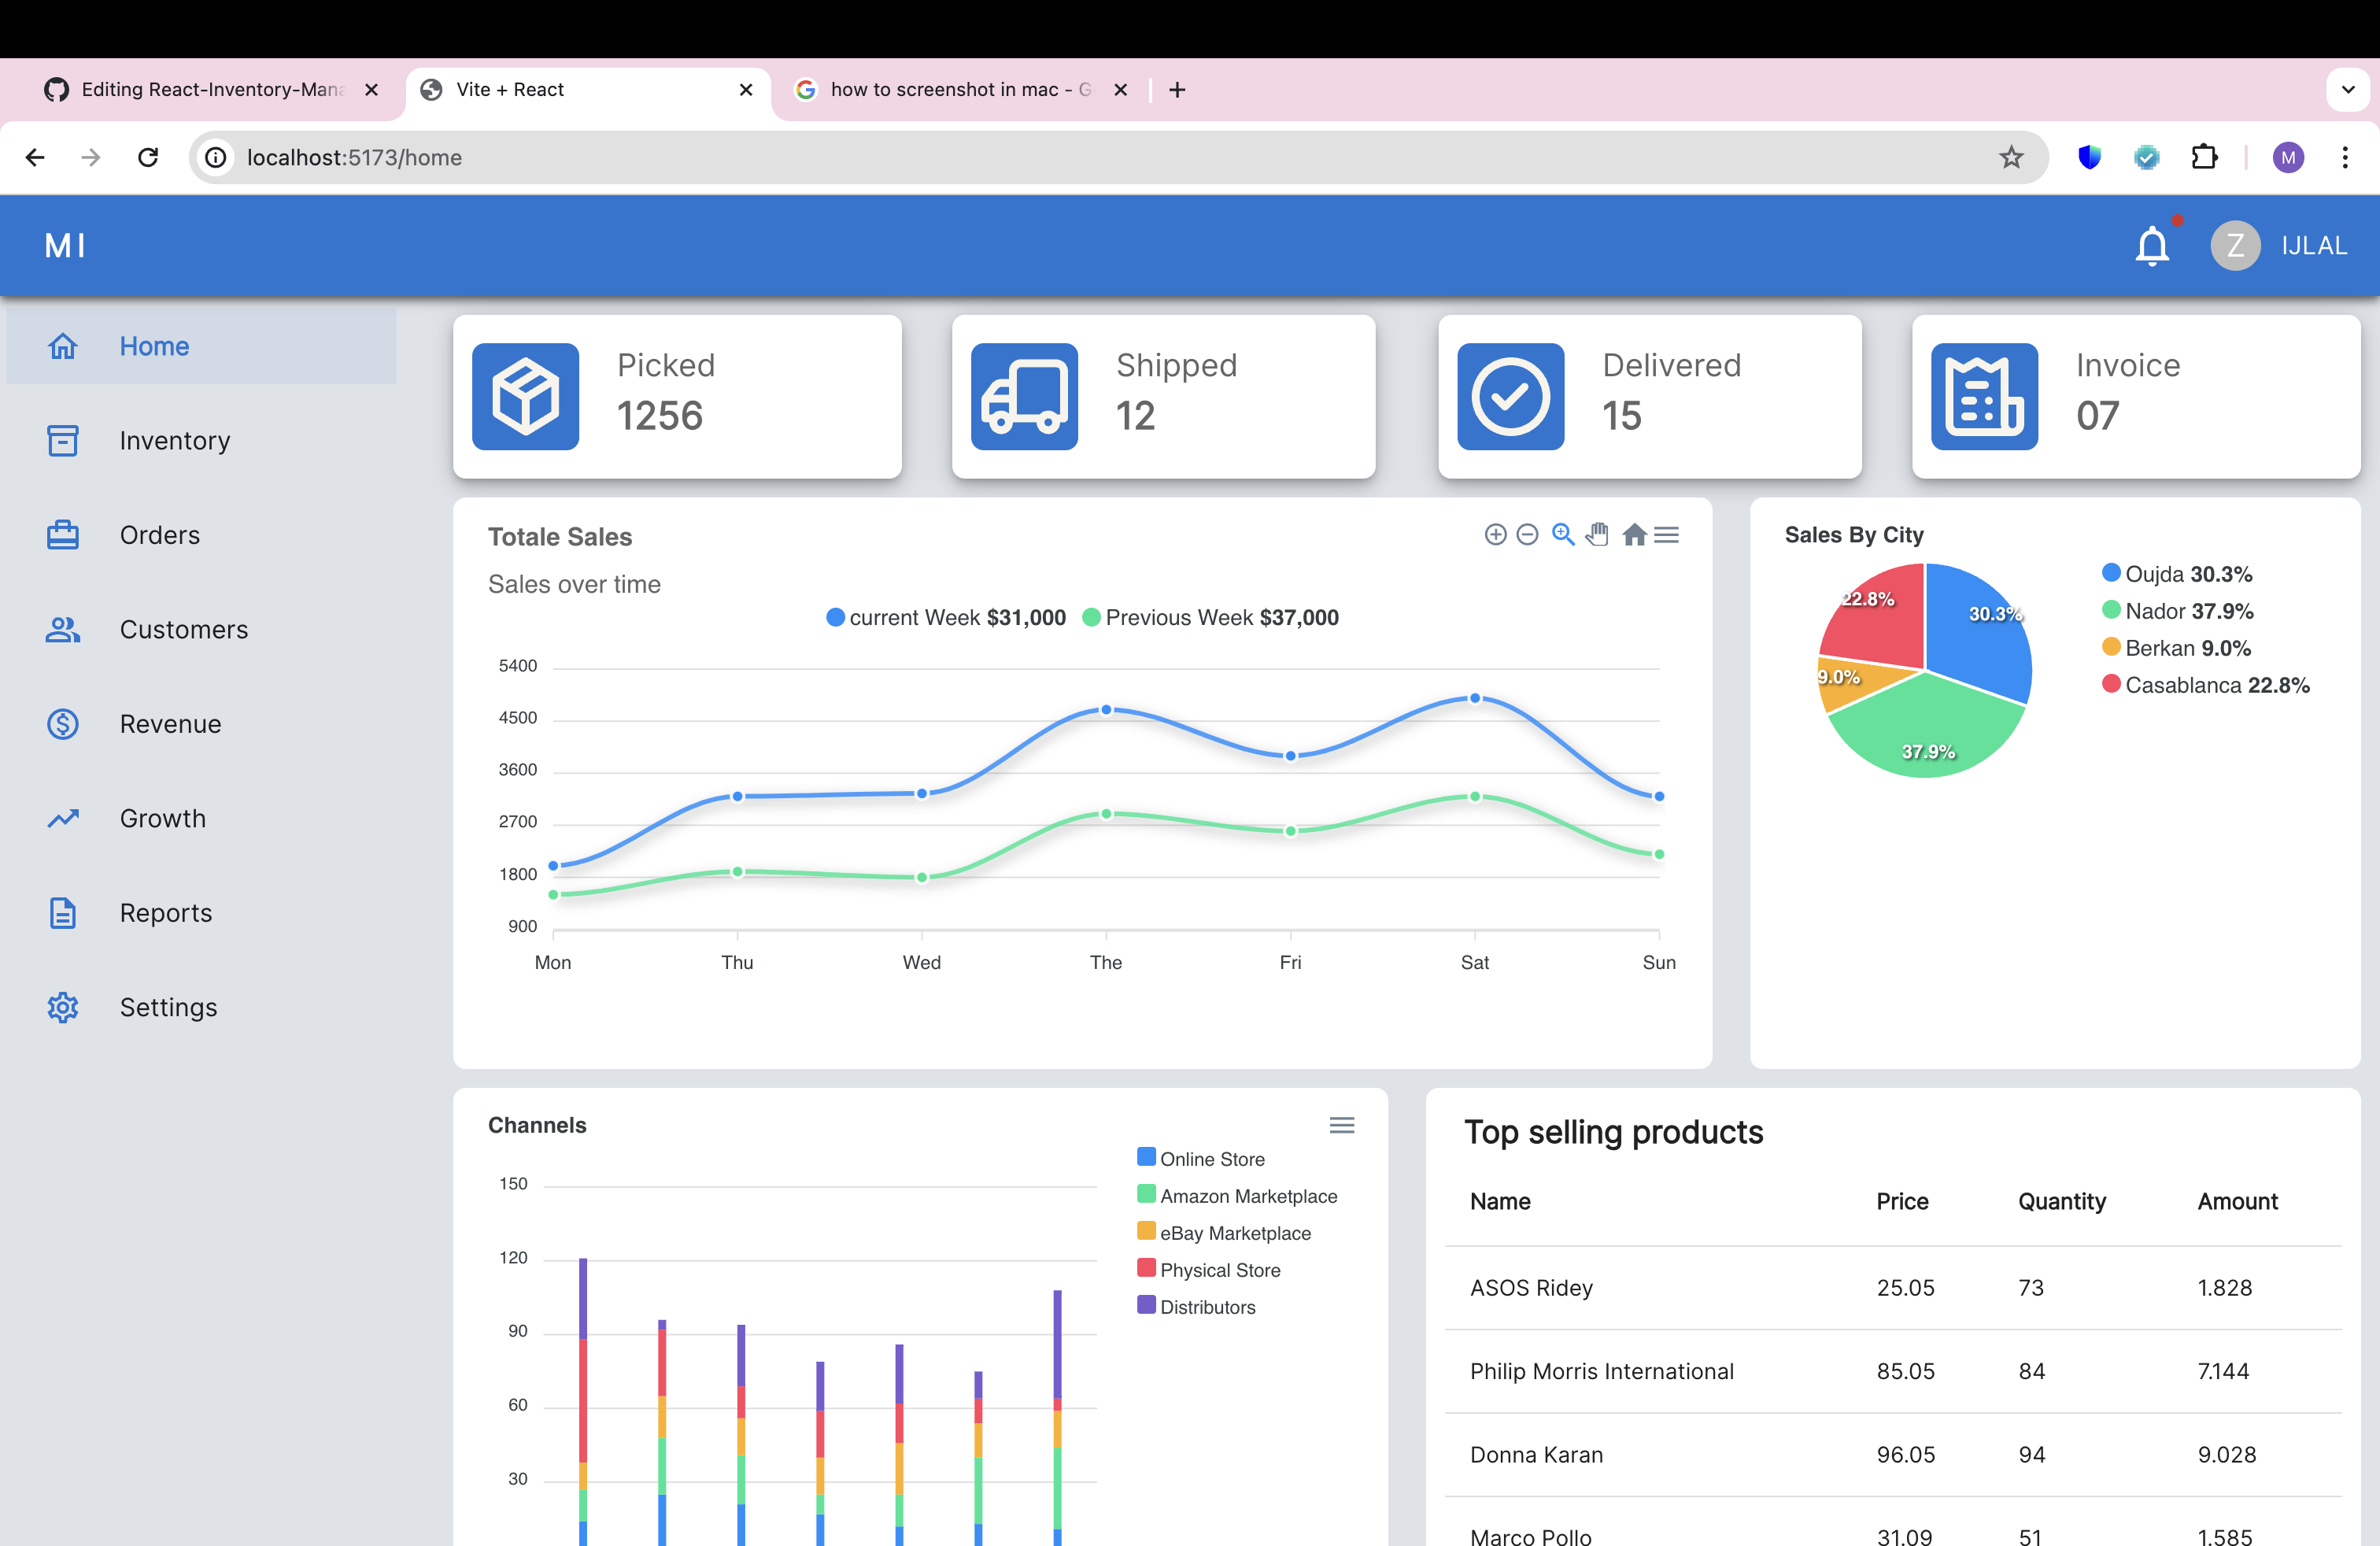 Editing React-Inventory-Mana
Vite + React
how to screenshot in mac - G
localhost:5173/home
M
MI
Z
IJLAL
Home
Inventory
Orders
Customers
Revenue
Growth
Reports
Settings
Picked
1256
Shipped
12
Delivered
15
Invoice
07
Totale Sales
Sales over time
current Week $31,000 Previous Week $37,000
5400
4500
3600
2700
1800
900
Mon Thu Wed The Fri Sat Sun
Sales By City
22.8%
30.3%
9.0%
37.9%
Oujda 30.3%
Nador 37.9%
Berkan 9.0%
Casablanca 22.8%
Channels
150
120
90
60
30
Online Store
Amazon Marketplace
eBay Marketplace
Physical Store
Distributors
Top selling products
Name Price Quantity Amount
ASOS Ridey 25.05 73 1.828
Philip Morris International 85.05 84 7.144
Donna Karan 96.05 94 9.028
Marco Pollo 31.09 51 1.585